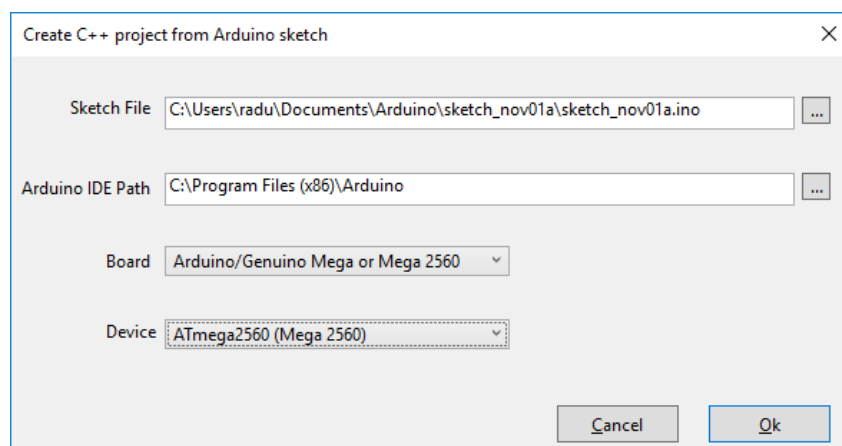 Create C++ project from Arduino sketch
Sketch File C:\Users\radu\Documents\Arduino\sketch_nov01a\sketch_nov01a.ino ...
Arduino IDE Path C:\Program Files (x86)\Arduino ...
Board Arduino/Genuino Mega or Mega 2560
Device ATmega2560 (Mega 2560)
Cancel Ok